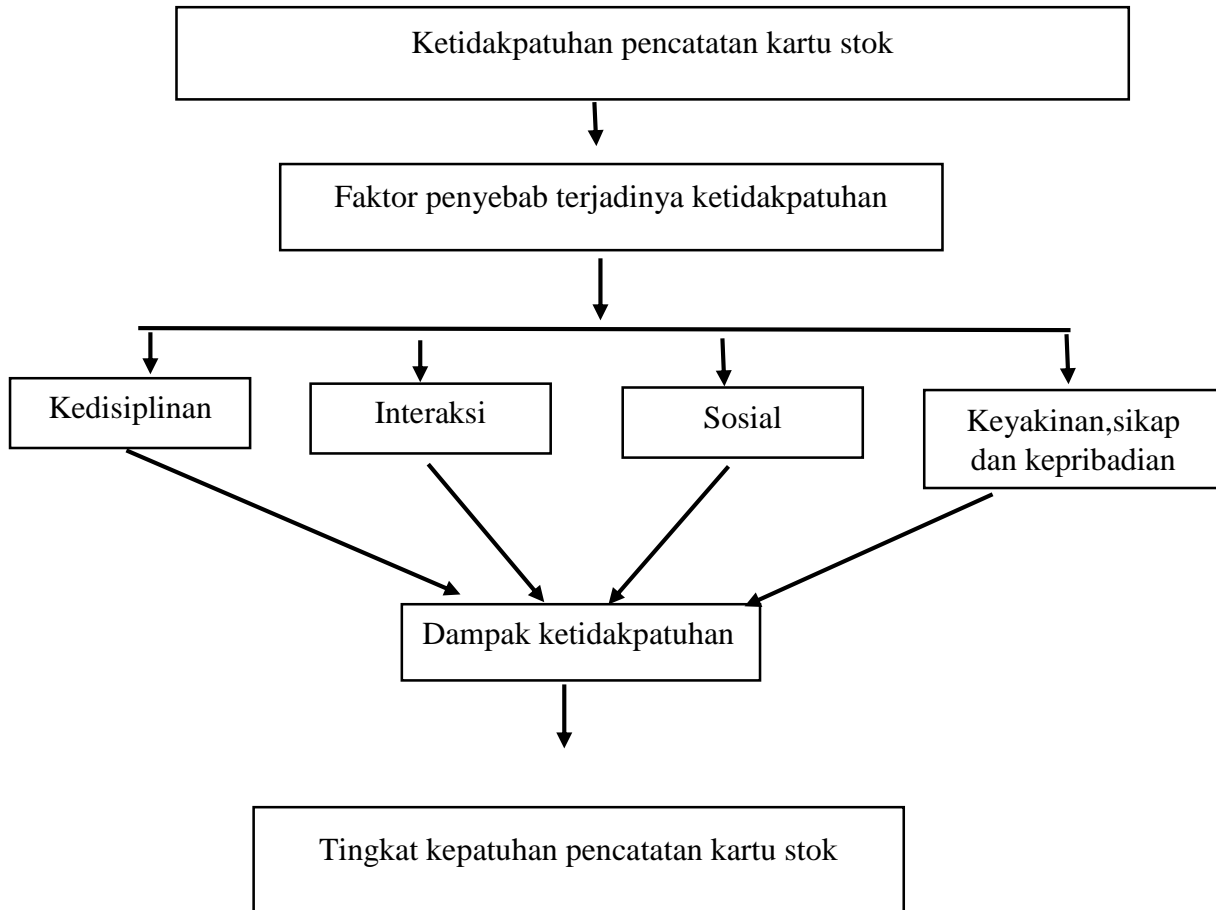 Ketidakpatuhan pencatatan kartu stok
Faktor penyebab terjadinya ketidakpatuhan
Kedisiplinan
Interaksi
Sosial
Keyakinan,sikap
dan kepribadian
Dampak ketidakpatuhan
Tingkat kepatuhan pencatatan kartu stok